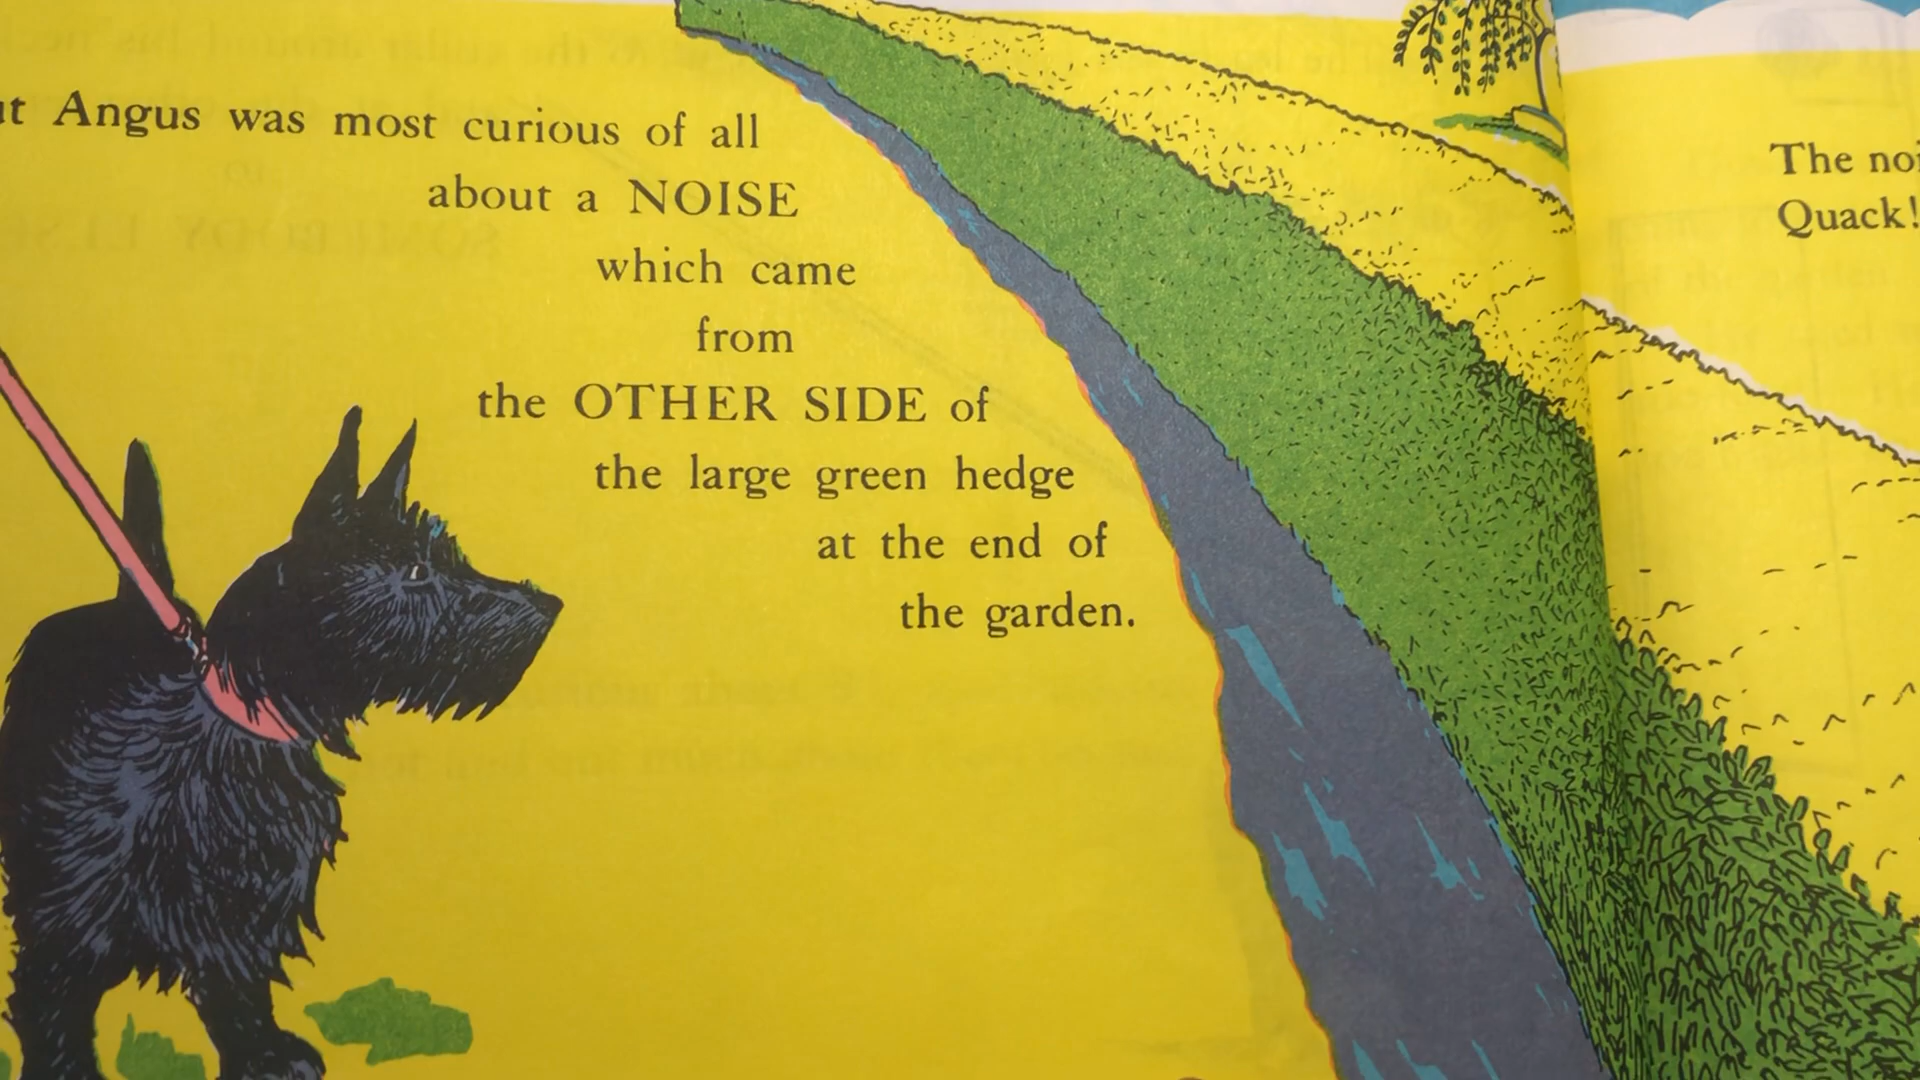 Angus was most curious of all
about a NOISE
which came
from
the OTHER SIDE of
the large green hedge
at the end of
the garden.
The
Quack!